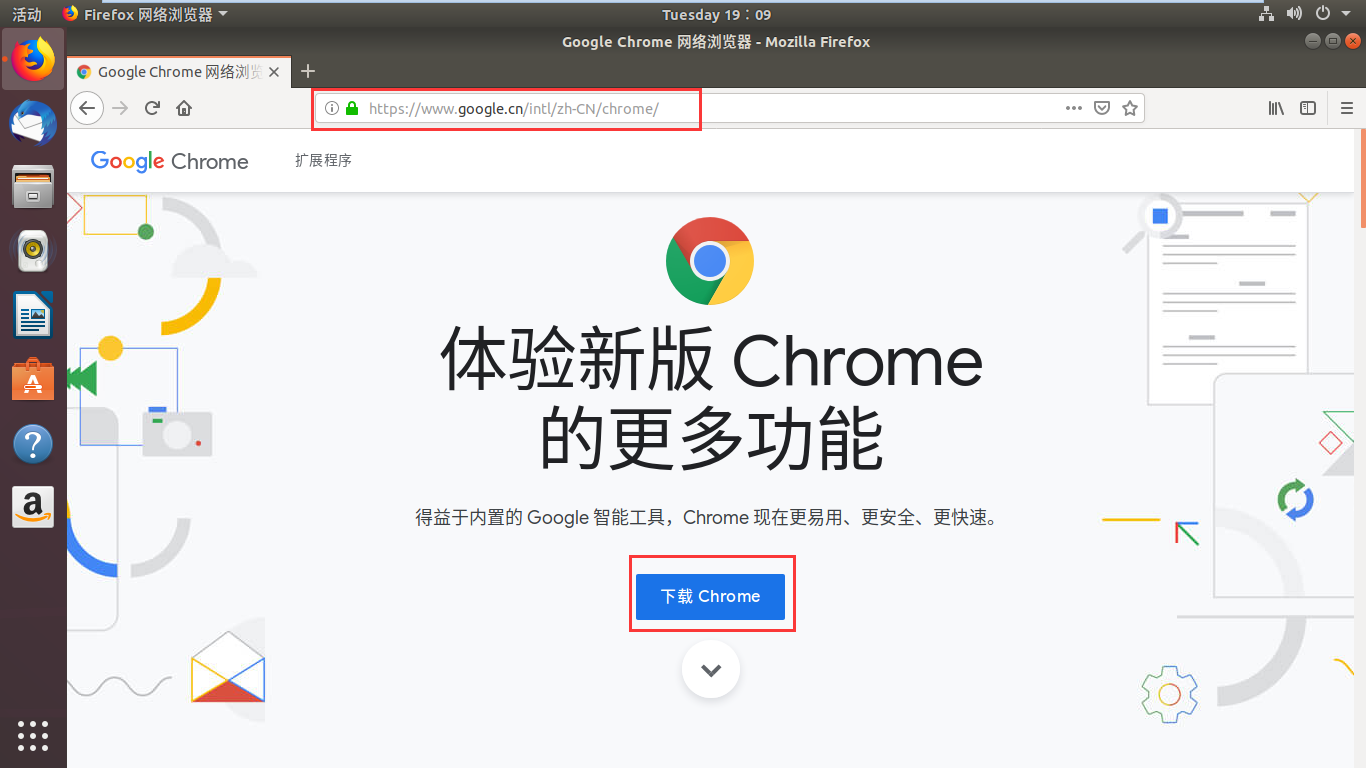 活动
Firefox 网络浏览器
Tuesday 19：09
Google Chrome 网络浏览器 - Mozilla Firefox
Google Chrome 网络浏览
https://www.google.cn/intl/zh-CN/chrome/
Google Chrome
扩展程序
体验新版 Chrome
的更多功能
得益于内置的 Google 智能工具，Chrome 现在更易用、更安全、更快速。
下载 Chrome